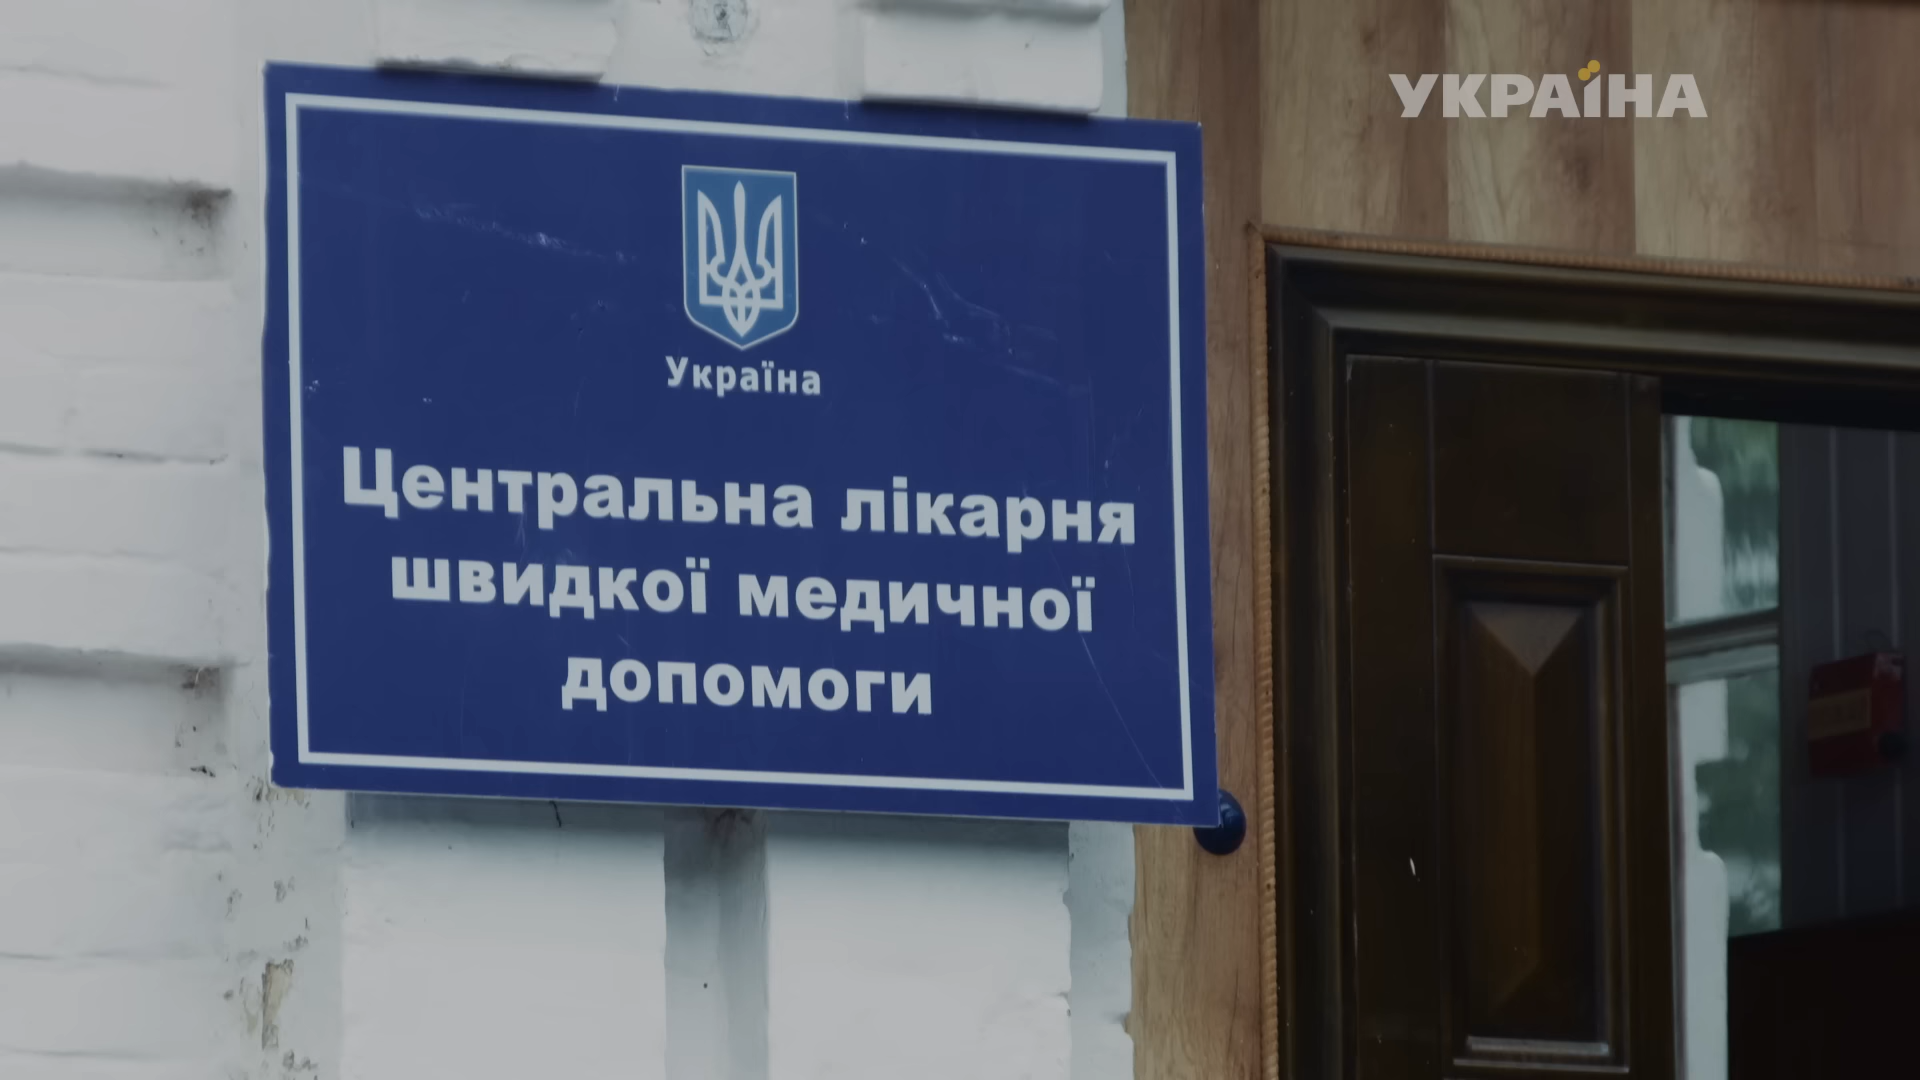 УКРАЇНА
Україна
Центральна лікарня
швидкої медичної
допомоги